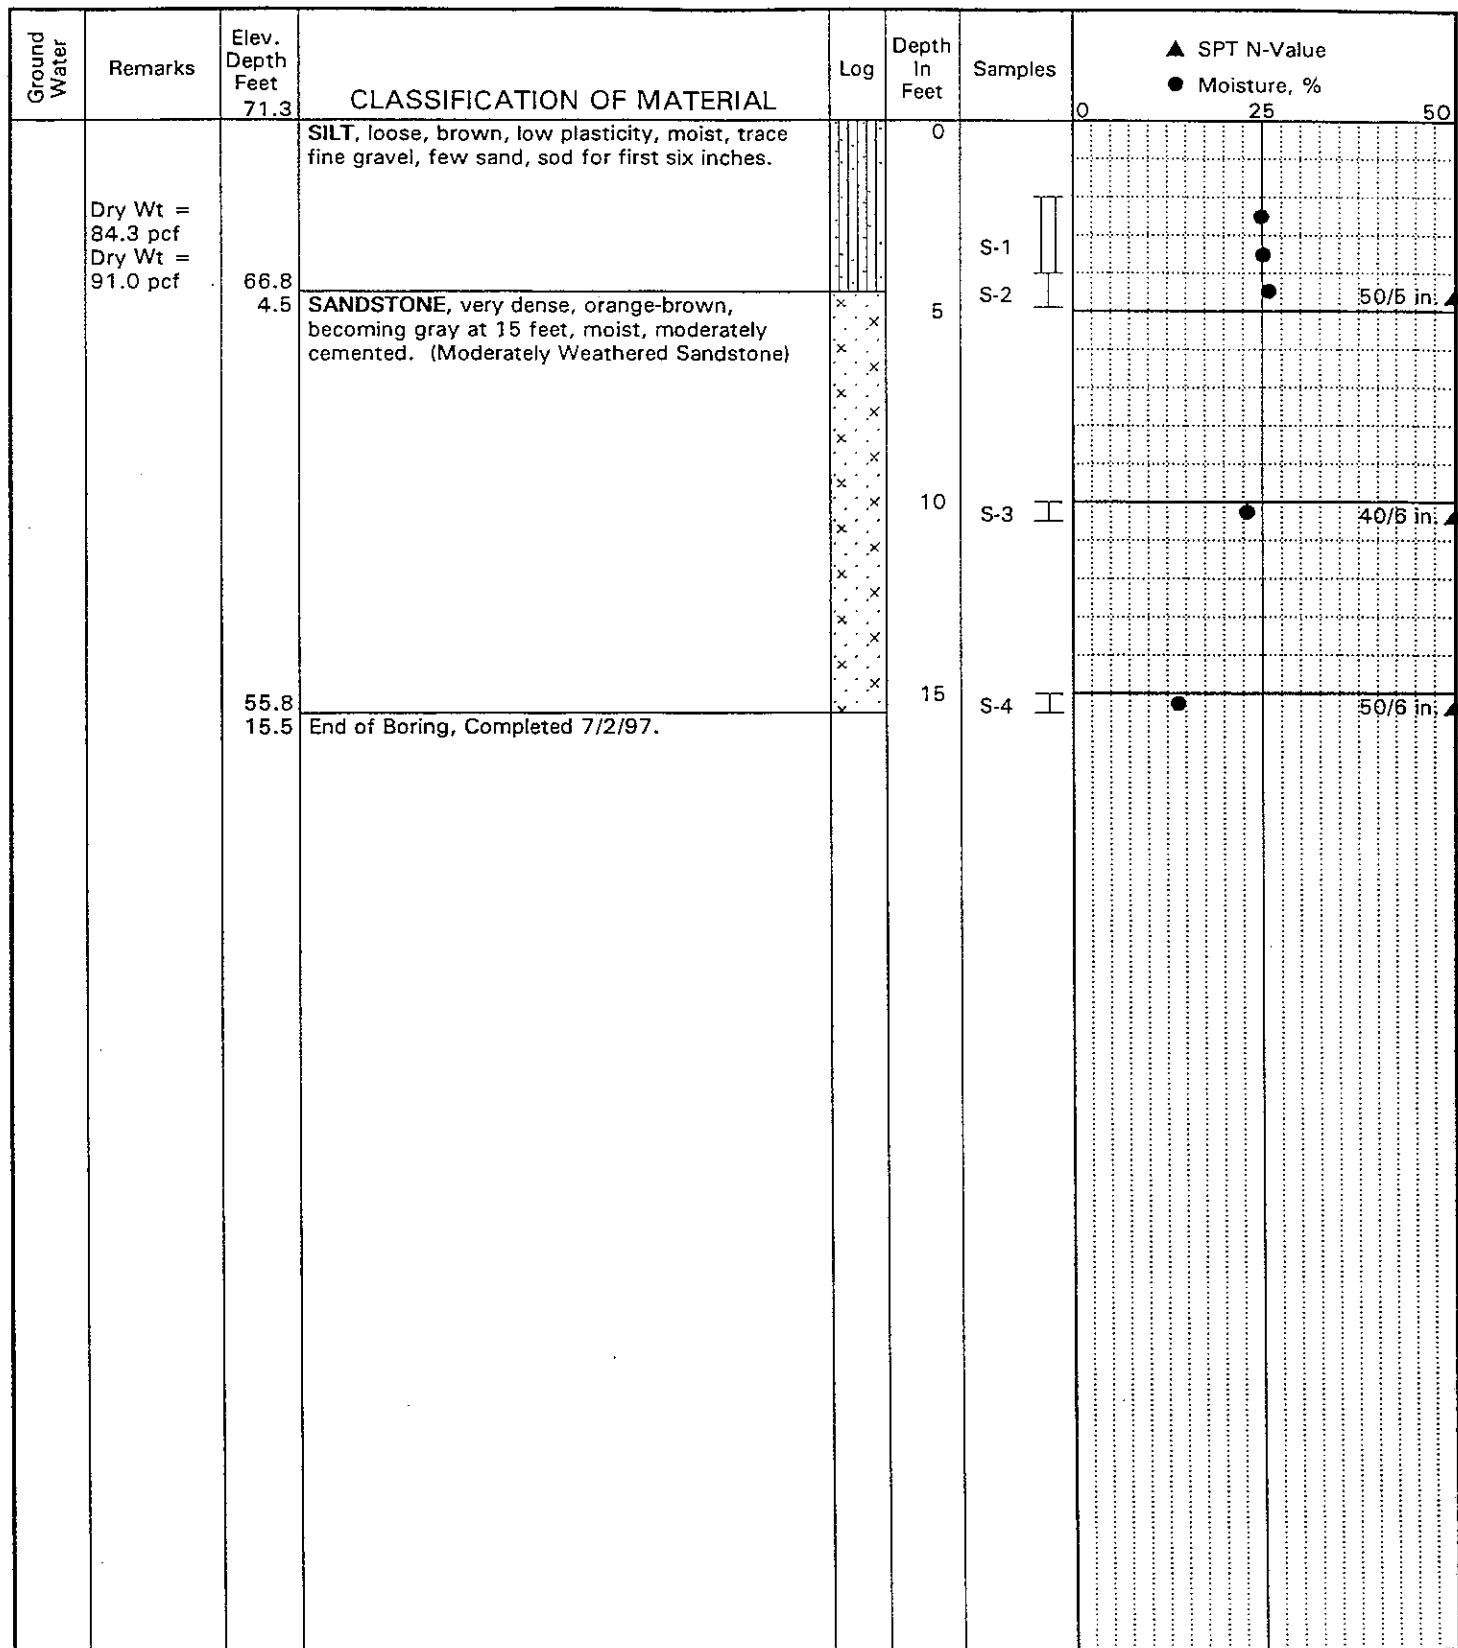 Ground Water
Remarks
Elev. Depth Feet 71.3
CLASSIFICATION OF MATERIAL
Log
Depth In Feet
Samples
▲ SPT N-Value
● Moisture, %
0 25 50
SILT, loose, brown, low plasticity, moist, trace
fine gravel, few sand, sod for first six inches.
0
Dry Wt =
84.3 pcf
Dry Wt =
91.0 pcf
S-1
66.8
4.5
SANDSTONE, very dense, orange-brown,
becoming gray at 15 feet, moist, moderately
cemented. (Moderately Weathered Sandstone)
S-2
50/5 in.
5
10
S-3
40/6 in.
15
55.8
S-4
50/6 in.
15.5 End of Boring, Completed 7/2/97.